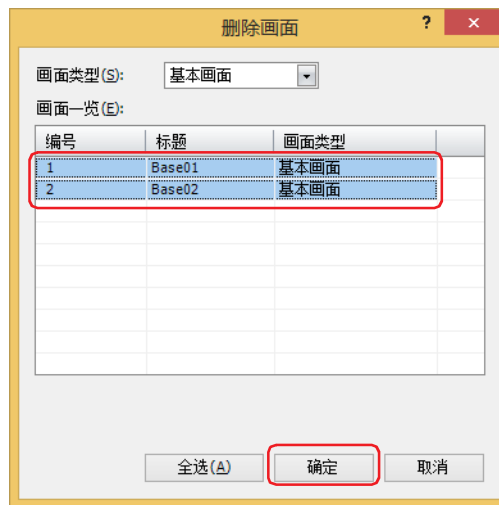 删除画面
? ×
画面类型(S): 基本画面
画面一览(E):
编号 标题 画面类型
1 Base01 基本画面
2 Base02 基本画面
全选(A) 确定 取消